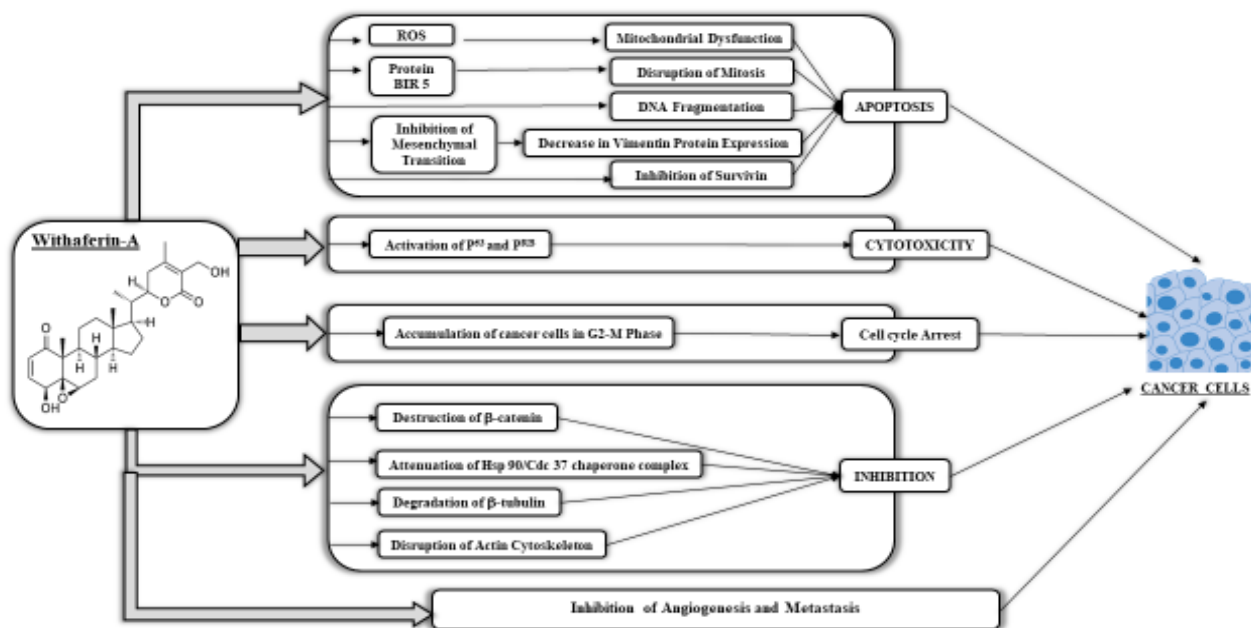 ROS
Mitochondrial Dysfunction
Protein
BIR 5
Disruption of Mitosis
DNA Fragmentation
APOPTOSIS
Inhibition of
Mesenchymal
Transition
Decrease in Vimentin Protein Expression
Inhibition of Survivin
Withaferin-A
O
H
OH
O
O
H
H
H
H
O
OH
Activation of P53 and P
CYTOTOXICITY
Accumulation of cancer cells in G2-M Phase
Cell cycle Arrest
CANCER CELLS
Destruction of β-catenin
Attenuation of Hsp 90/Cdc 37 chaperone complex
INHIBITION
Degradation of β-tubulin
Disruption of Actin Cytoskeleton
Inhibition of Angiogenesis and Metastasis